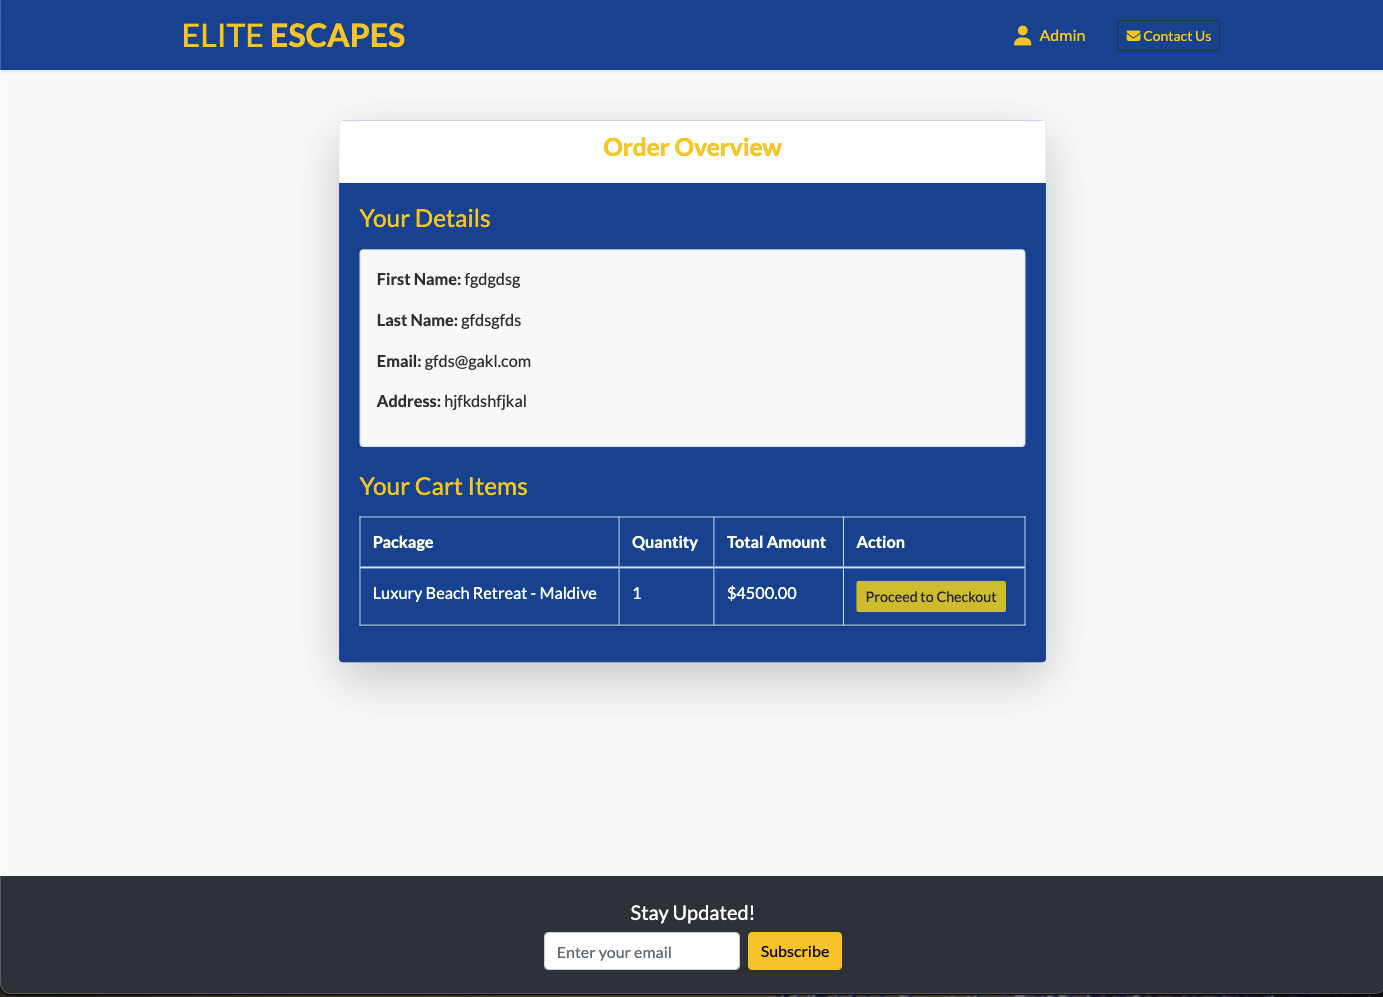 ELITE ESCAPES
Admin
Contact Us
Order Overview
Your Details
First Name: fgdgdsg
Last Name: gfdsgfds
Email: gfds@gakl.com
Address: hjfkdshfjkal
Your Cart Items
Package Quantity Total Amount Action
Luxury Beach Retreat - Maldive 1 $4500.00 Proceed to Checkout
Stay Updated!
Enter your email Subscribe